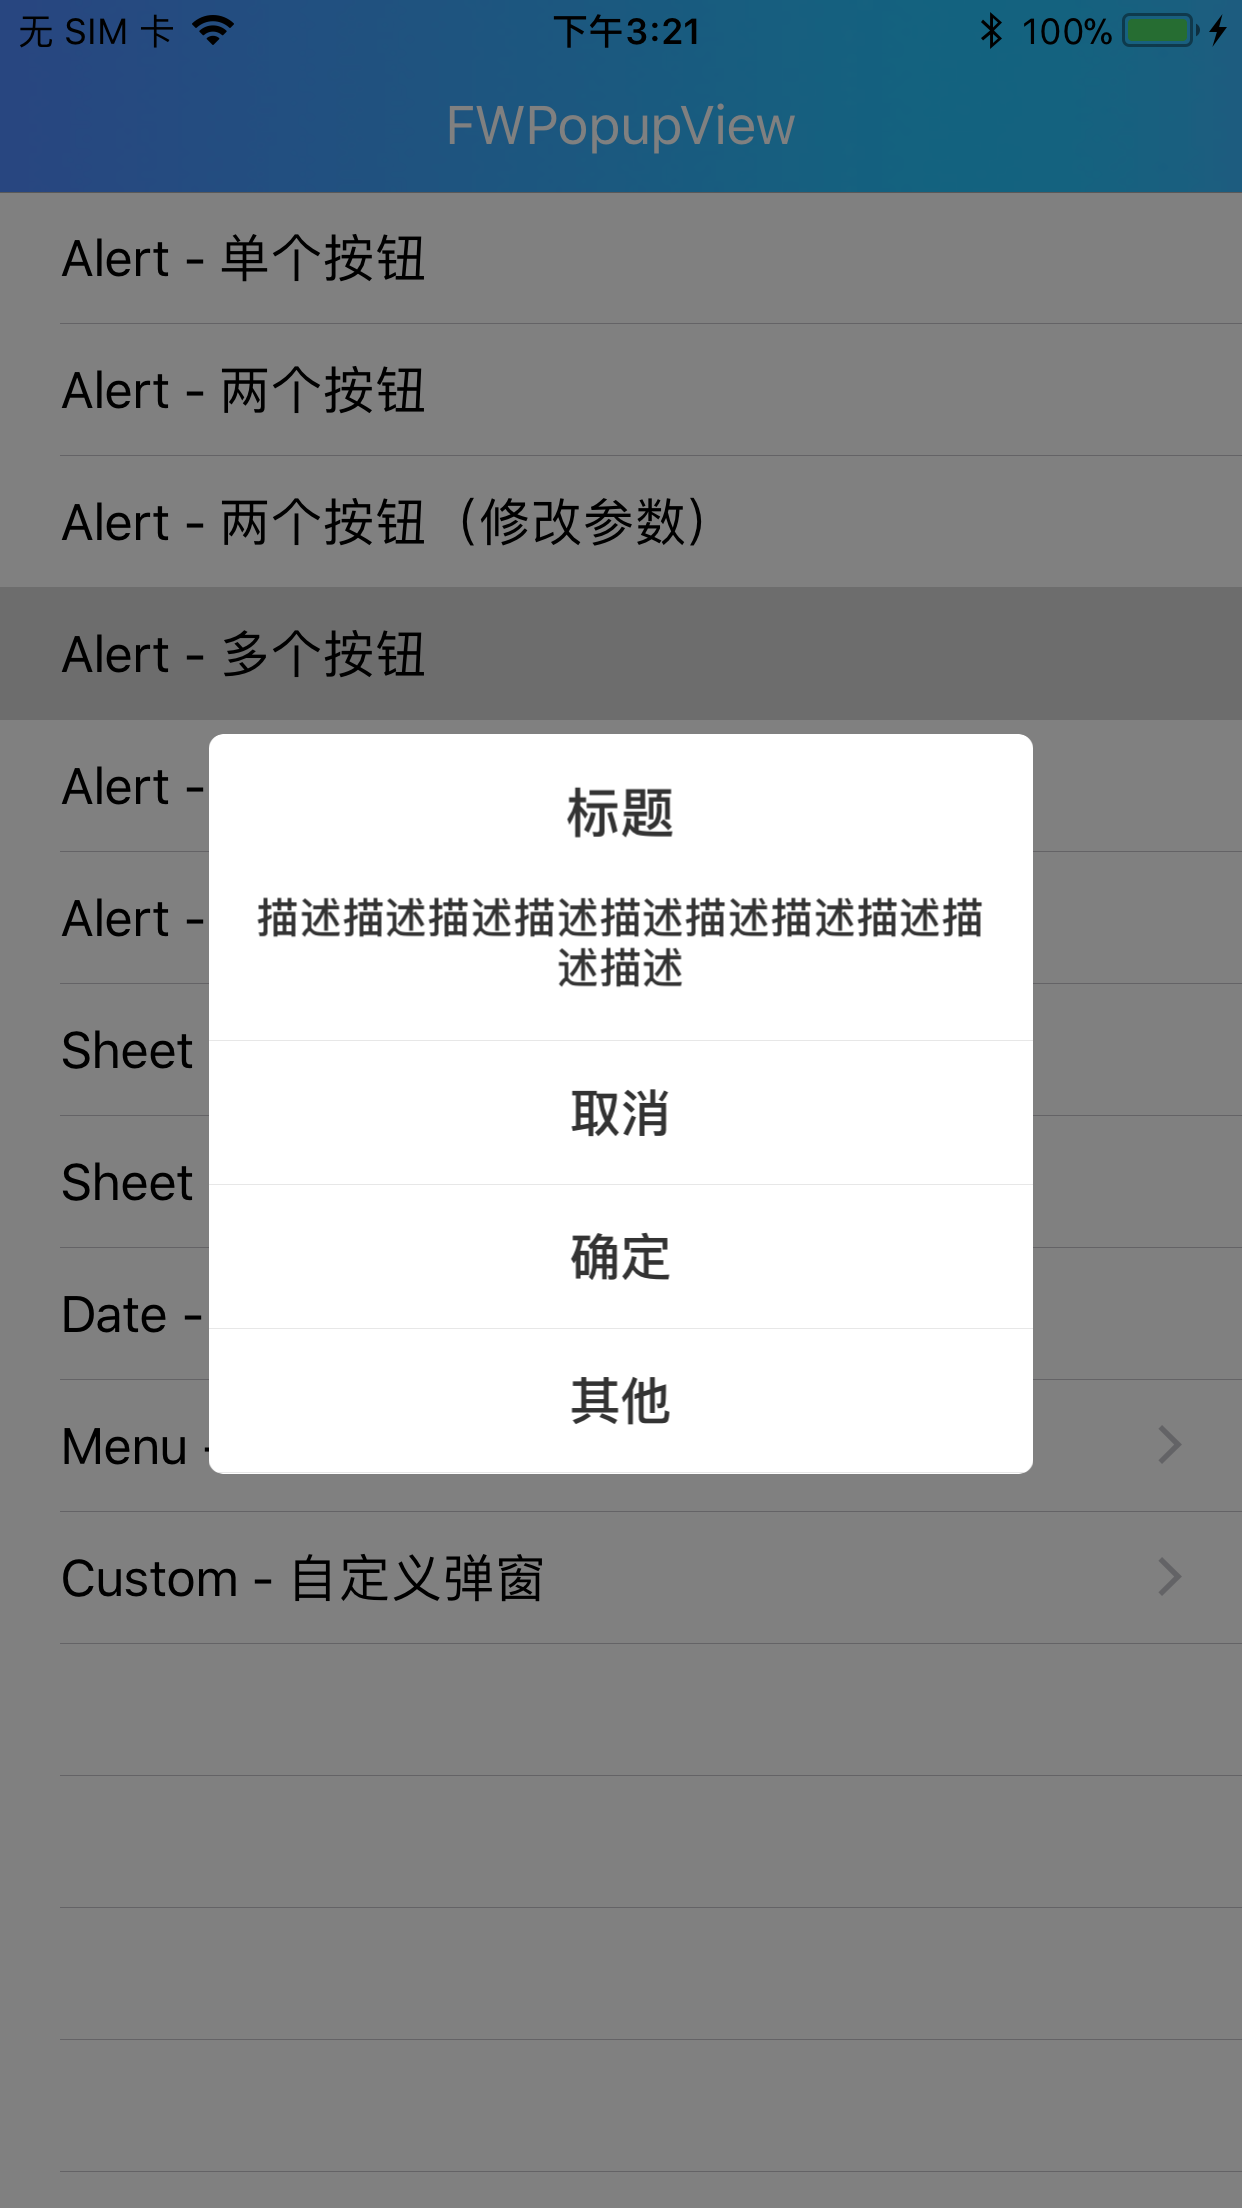 无 SIM 卡
下午3:21
100%
FWPopupView
Alert - 单个按钮
Alert - 两个按钮
Alert - 两个按钮（修改参数）
Alert - 多个按钮
Alert -
标题
Alert -
描述描述描述描述描述描述描述描述描
述描述
Sheet
取消
Sheet
确定
Date -
其他
Menu -
Custom - 自定义弹窗